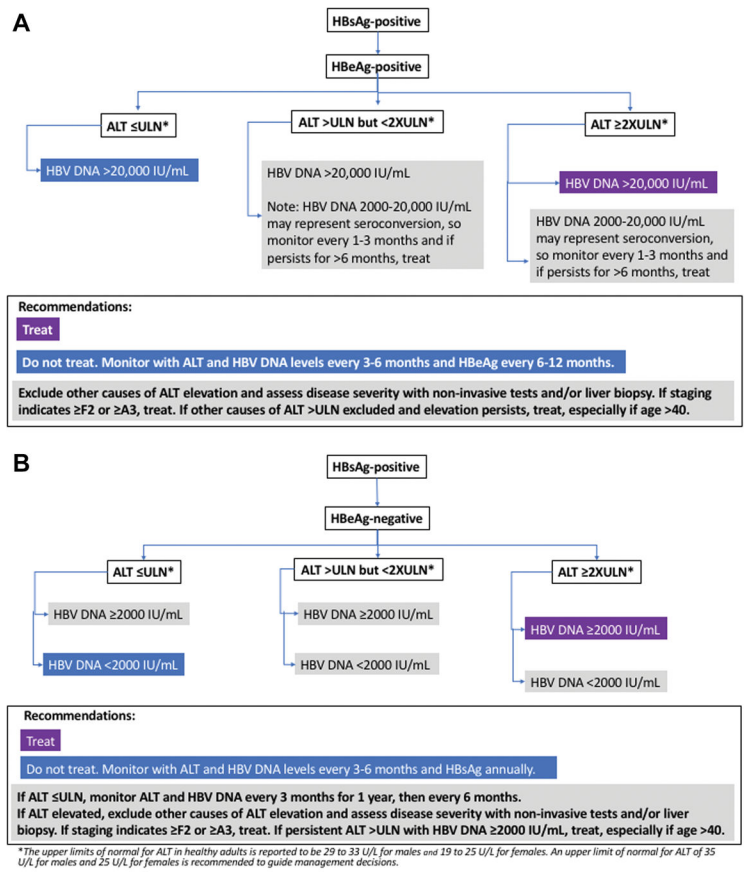 A
HBsAg-positive
HBeAg-positive
ALT ≤ULN*
ALT >ULN but <2XULN*
ALT ≥2XULN*
HBV DNA >20,000 IU/mL
HBV DNA >20,000 IU/mL
Note: HBV DNA 2000-20,000 IU/mL
may represent seroconversion, so
monitor every 1-3 months and if
persists for >6 months, treat
HBV DNA >20,000 IU/mL
HBV DNA 2000-20,000 IU/mL
may represent seroconversion,
so monitor every 1-3 months and
if persists for >6 months, treat
Recommendations:
Treat
Do not treat. Monitor with ALT and HBV DNA levels every 3-6 months and HBeAg every 6-12 months.
Exclude other causes of ALT elevation and assess disease severity with non-invasive tests and/or liver biopsy. If staging
indicates ≥F2 or ≥A3, treat. If other causes of ALT >ULN excluded and elevation persists, treat, especially if age >40.
B
HBsAg-positive
HBeAg-negative
ALT ≤ULN*
ALT >ULN but <2XULN*
ALT ≥2XULN*
HBV DNA ≥2000 IU/mL
HBV DNA <2000 IU/mL
HBV DNA ≥2000 IU/mL
HBV DNA <2000 IU/mL
HBV DNA ≥2000 IU/mL
HBV DNA <2000 IU/mL
Recommendations:
Treat
Do not treat. Monitor with ALT and HBV DNA levels every 3-6 months and HBsAg annually.
If ALT ≤ULN, monitor ALT and HBV DNA every 3 months for 1 year, then every 6 months.
If ALT elevated, exclude other causes of ALT elevation and assess disease severity with non-invasive tests and/or liver
biopsy. If staging indicates ≥F2 or ≥A3, treat. If persistent ALT >ULN with HBV DNA ≥2000 IU/mL, treat, especially if age >40.
*The upper limits of normal for ALT in healthy adults is reported to be 29 to 33 U/L for males and 19 to 25 U/L for females. An upper limit of normal for ALT of 35
U/L for males and 25 U/L for females is recommended to guide management decisions.